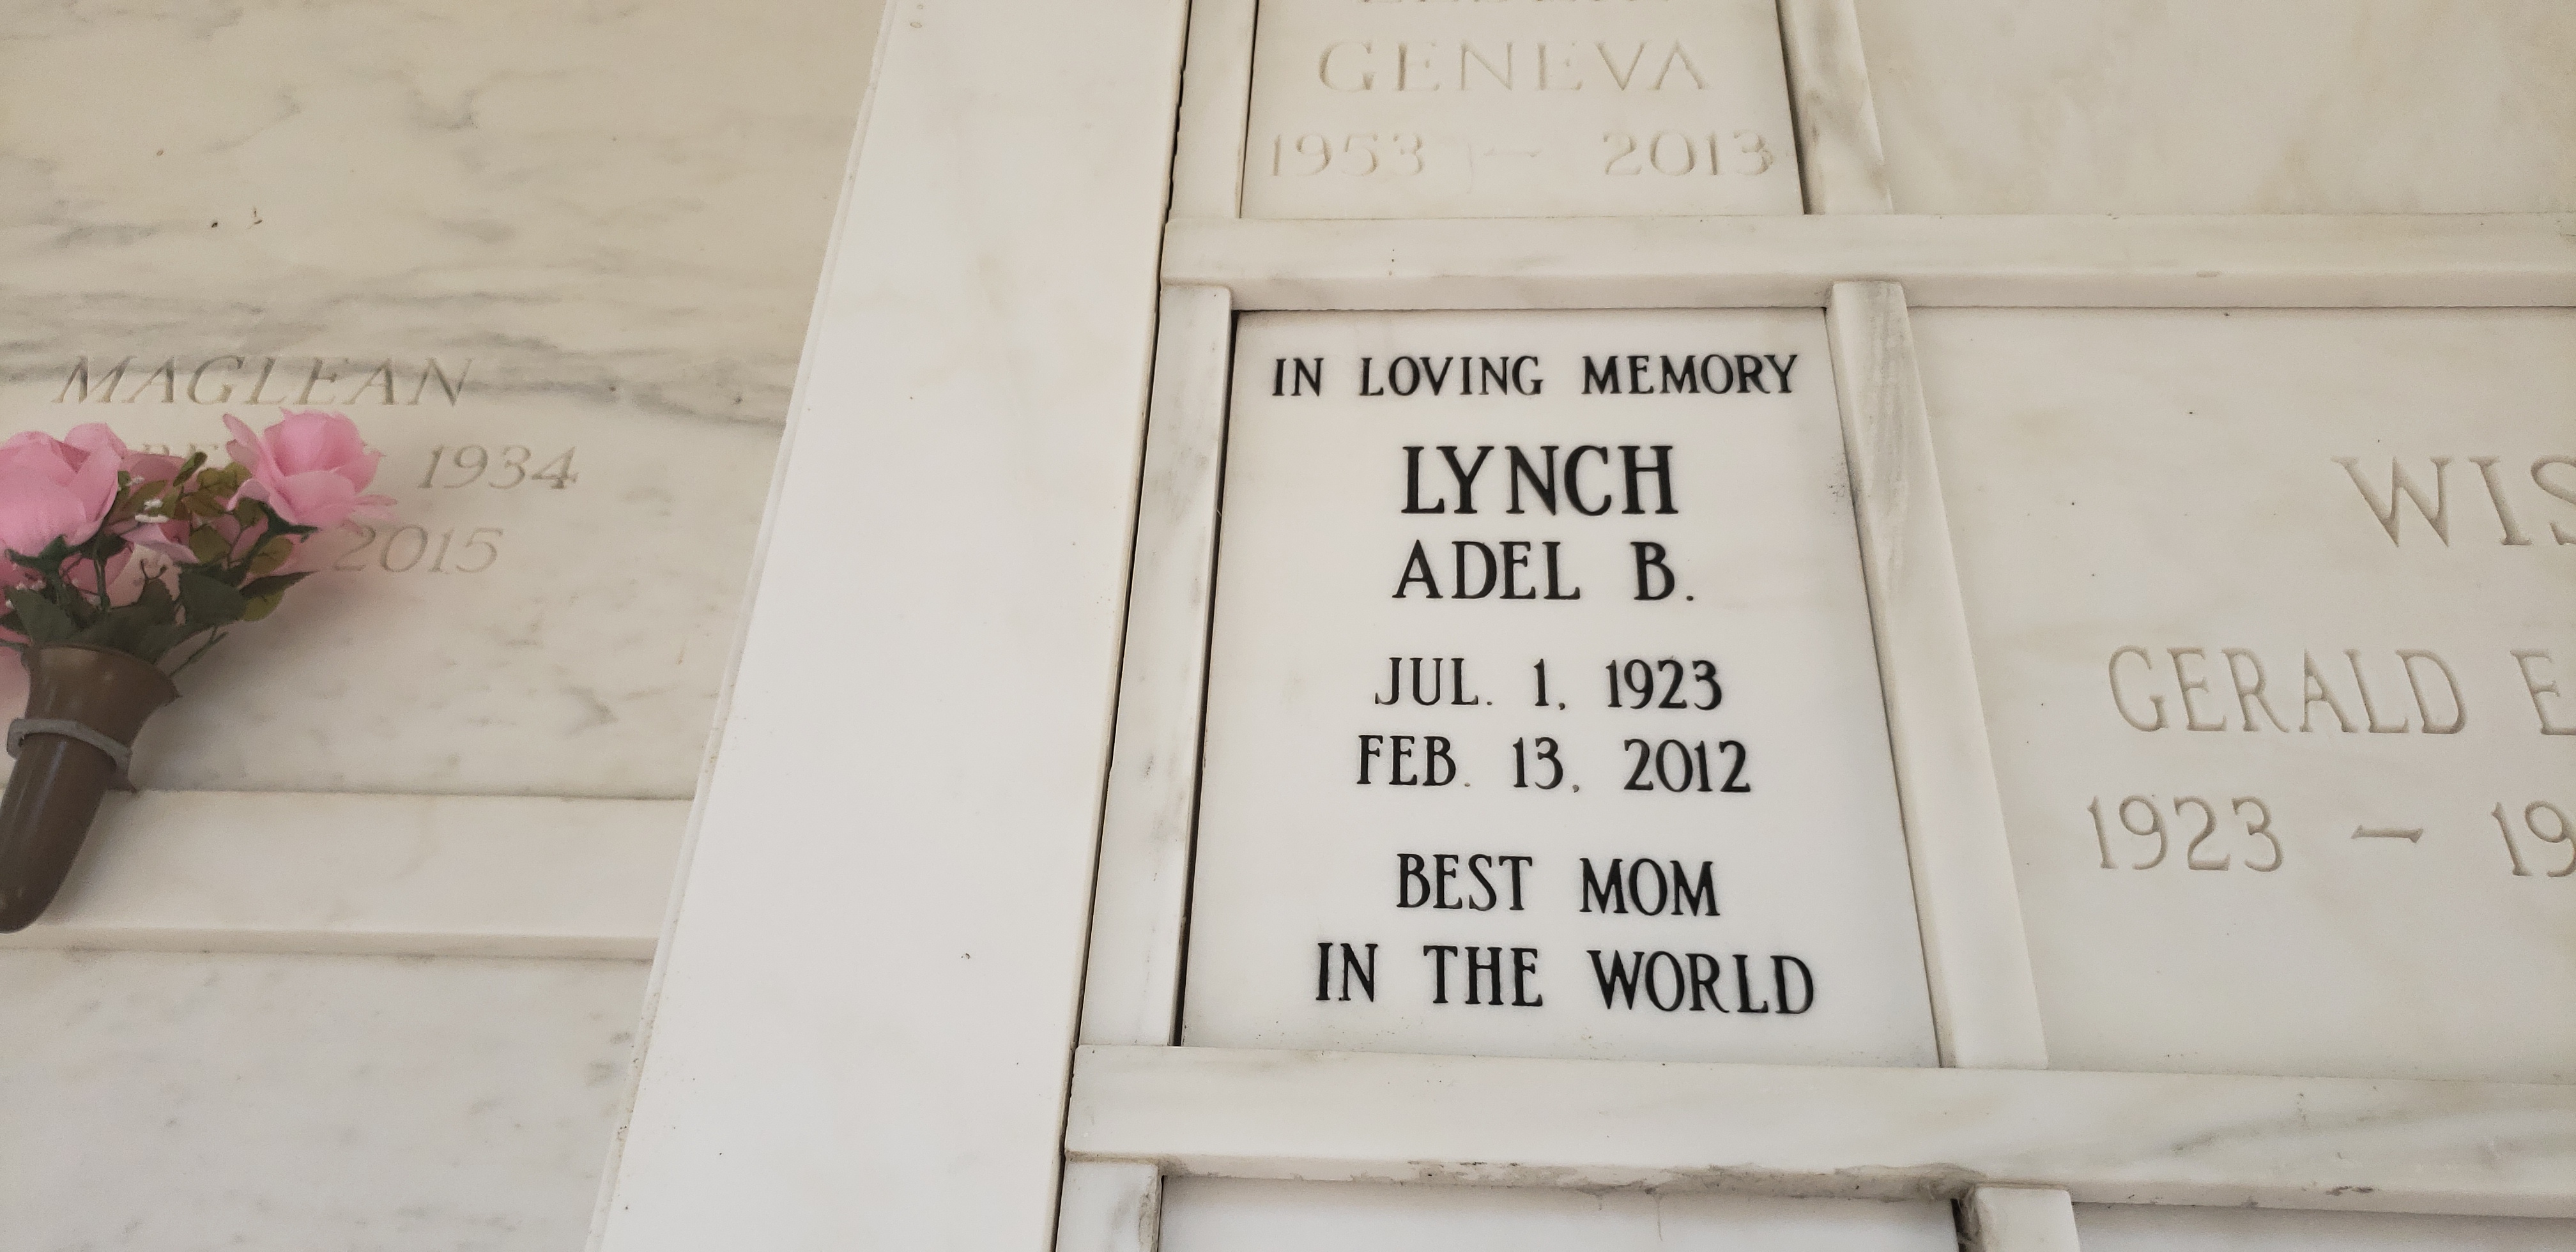 MAGLEAN
1934
2015
GENEVA
1953 — 2013
IN LOVING MEMORY
LYNCH
ADEL B.
JUL. 1, 1923
FEB. 13, 2012
BEST MOM
IN THE WORLD
GERALD E
1923 —